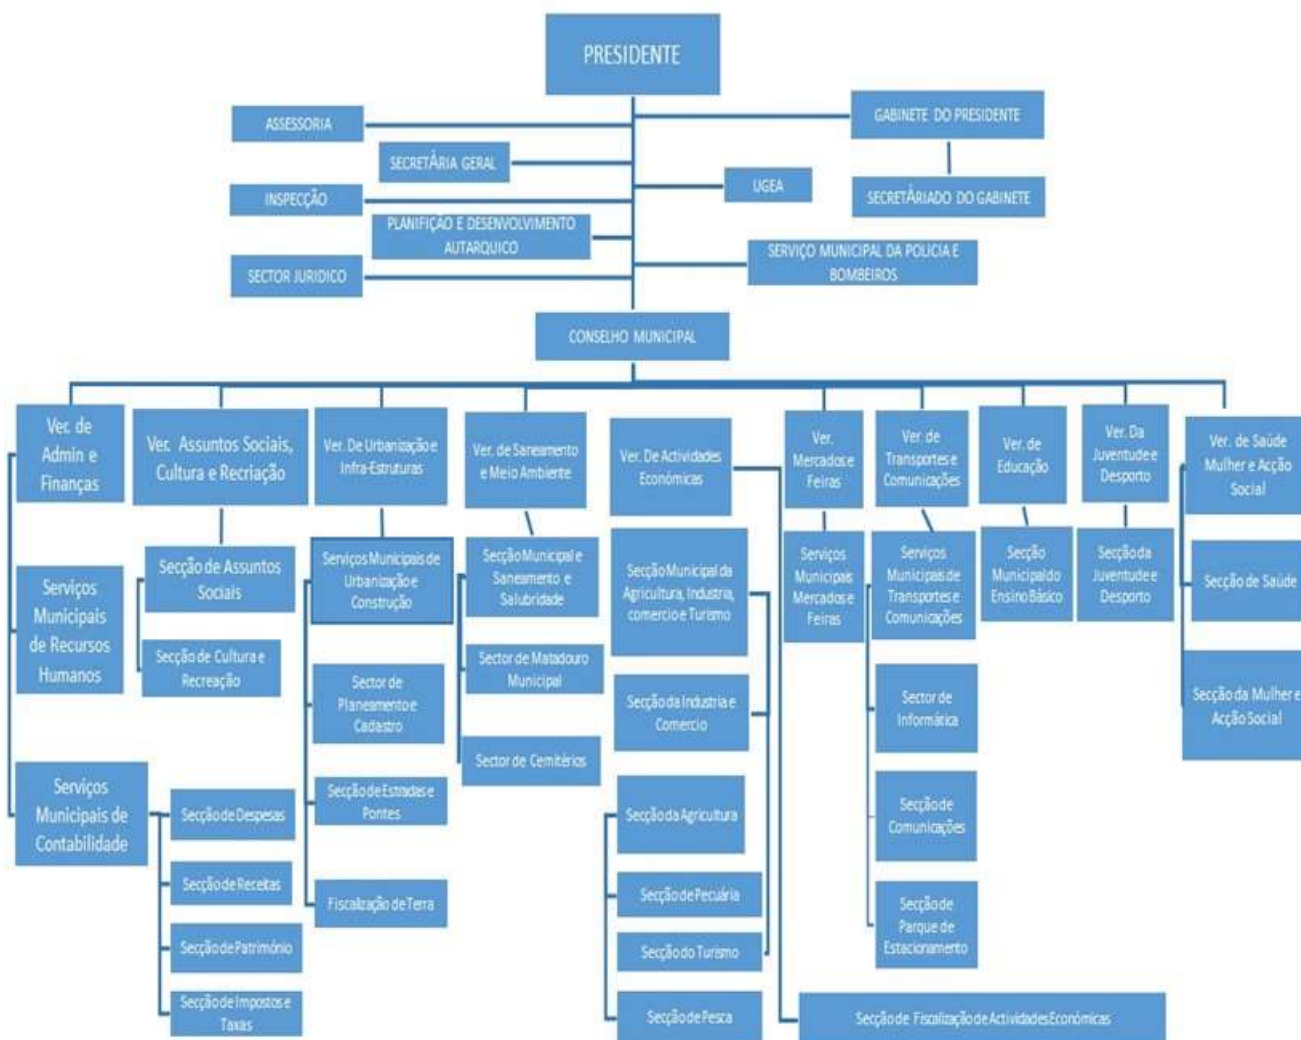 PRESIDENTE
ASSESSORIA
GABINETE DO PRESIDENTE
SECRETÀRIA GERAL
UGEA
INSPECÇÃO
SECRETÀRIADO DO GABINETE
PLANIFIÇÃO E DESENVOLVIMENTO
AUTARQUICO
SECTOR JURIDICO
SERVIÇO MUNICIPAL DA POLICIA E
BOMBEIROS
CONSELHO MUNICIPAL
Ver. de
Admin e
Finanças
Ver. Assuntos Sociais,
Cultura e Recriação
Ver. De Urbanização e
Infra-Estruturas
Ver. de Saneamento
e Meio Ambiente
Ver. De Actividades
Económicas
Ver.
Mercados e
Feiras
Ver. de
Transportes e
Comunicações
Ver. de
Educação
Ver. Da
Juventude e
Desporto
Ver. de Saúde
Mulher e Acção
Social
Serviços
Municipais
de Recursos
Humanos
Secção de Assuntos
Sociais
Secção de Cultura e
Recreação
Serviços Municipais de
Urbanização e
Construção
Sector de
Planeamento e
Cadastro
Secção de Estradas e
Pontes
Fiscalização de Terra
Secção Municipal e
Saneamento e
Salubridade
Sector de Matadouro
Municipal
Sector de Cemitérios
Secção Municipal da
Agricultura, Industria,
comercio e Turismo
Secção da Industria e
Comercio
Secção da Agricultura
Secção de Pecuária
Secção do Turismo
Secção de Pesca
Serviços
Municipais
Mercados e
Feiras
Serviços
Municipais de
Transportes e
Comunicações
Sector de
Informática
Secção de
Comunicações
Secção de
Parque de
Estacionamento
Secção
Municipal do
Ensino Básico
Secção da
Juventude e
Desporto
Secção de Saúde
Secção da Mulher e
Acção Social
Serviços
Municipais de
Contabilidade
Secção de Despesas
Secção de Receitas
Secção de Património
Secção de Impostos e
Taxas
Secção de Fiscalização de Actividades Económicas